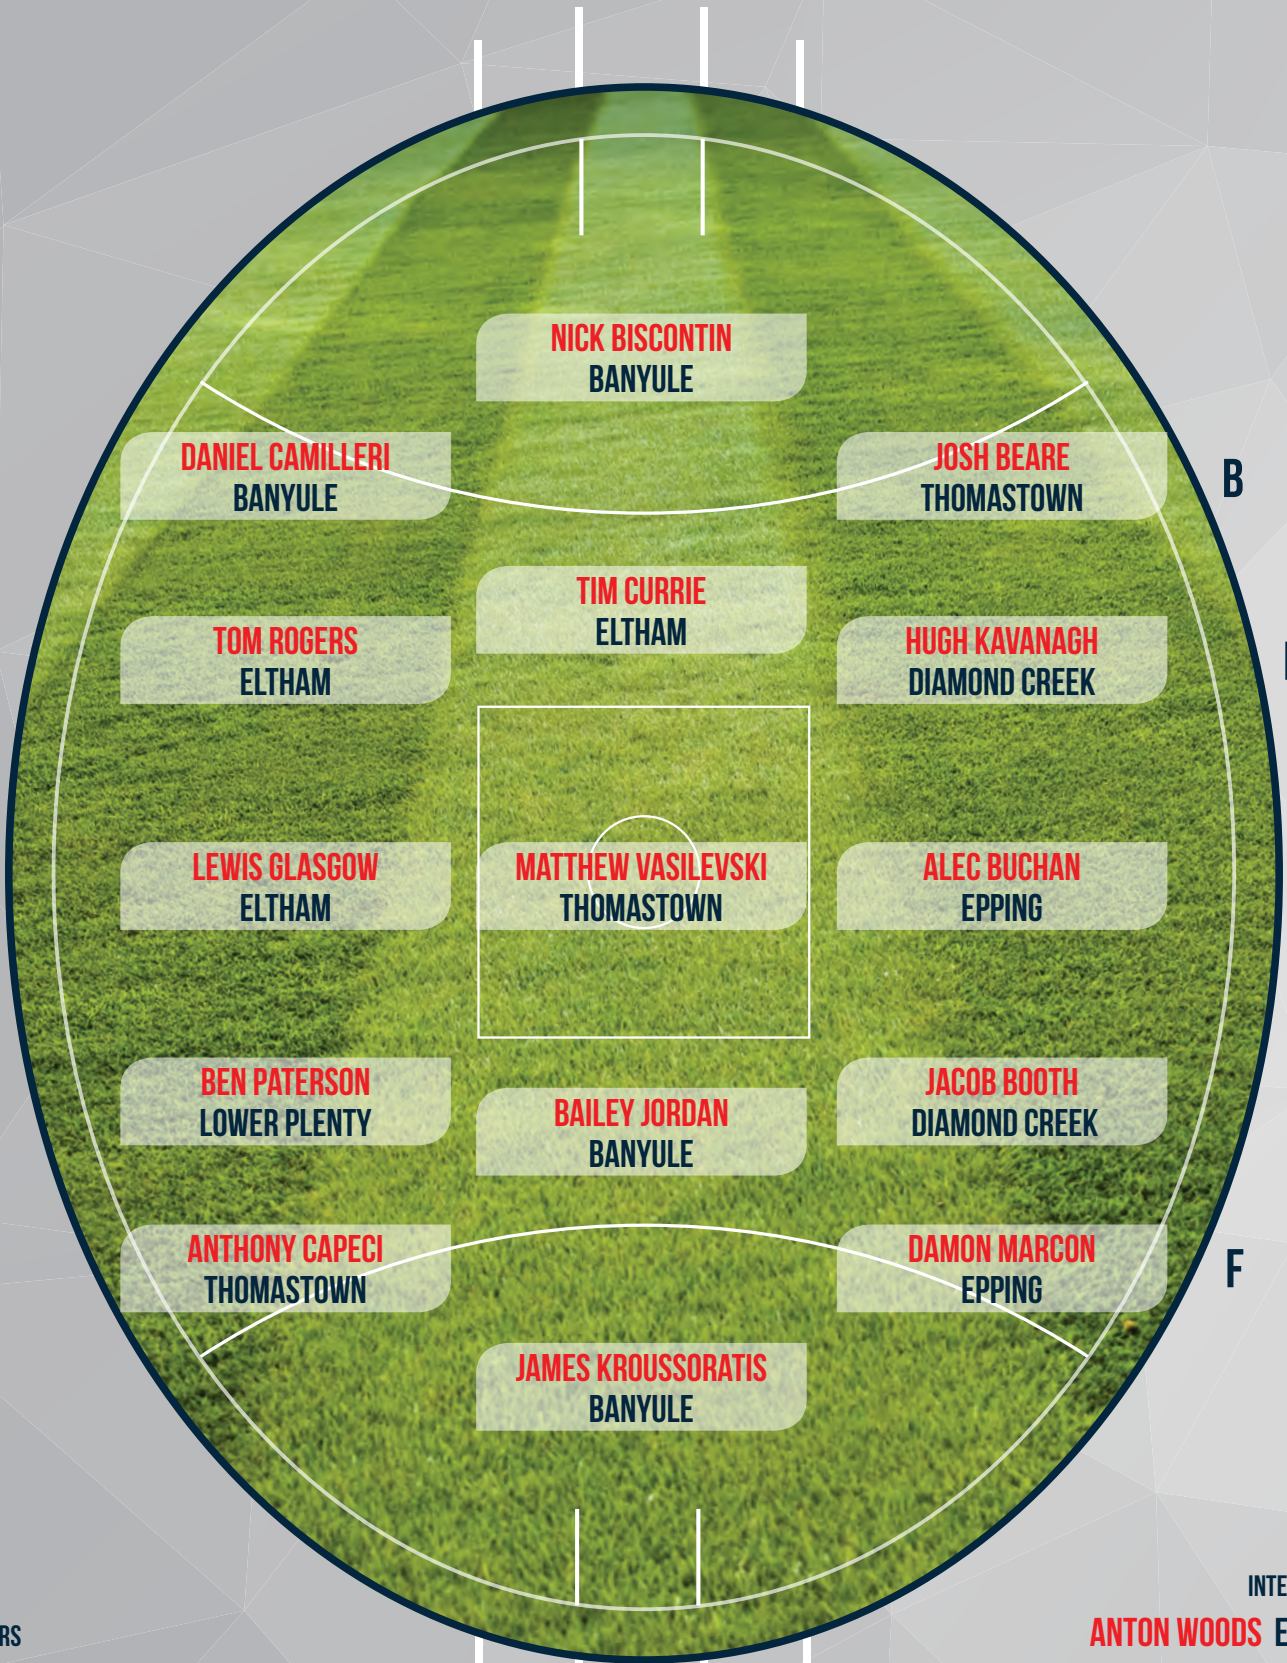 NICK BISCONTIN
BANYULE
DANIEL CAMILLERI
BANYULE
JOSH BEARE
THOMASTOWN
B
TIM CURRIE
ELTHAM
TOM ROGERS
ELTHAM
HUGH KAVANAGH
DIAMOND CREEK
LEWIS GLASGOW
ELTHAM
MATTHEW VASILEVSKI
THOMASTOWN
ALEC BUCHAN
EPPING
BEN PATERSON
LOWER PLENTY
BAILEY JORDAN
BANYULE
JACOB BOOTH
DIAMOND CREEK
ANTHONY CAPECI
THOMASTOWN
DAMON MARCON
EPPING
F
JAMES KROUSSORATIS
BANYULE
INTE
RS
ANTON WOODS E